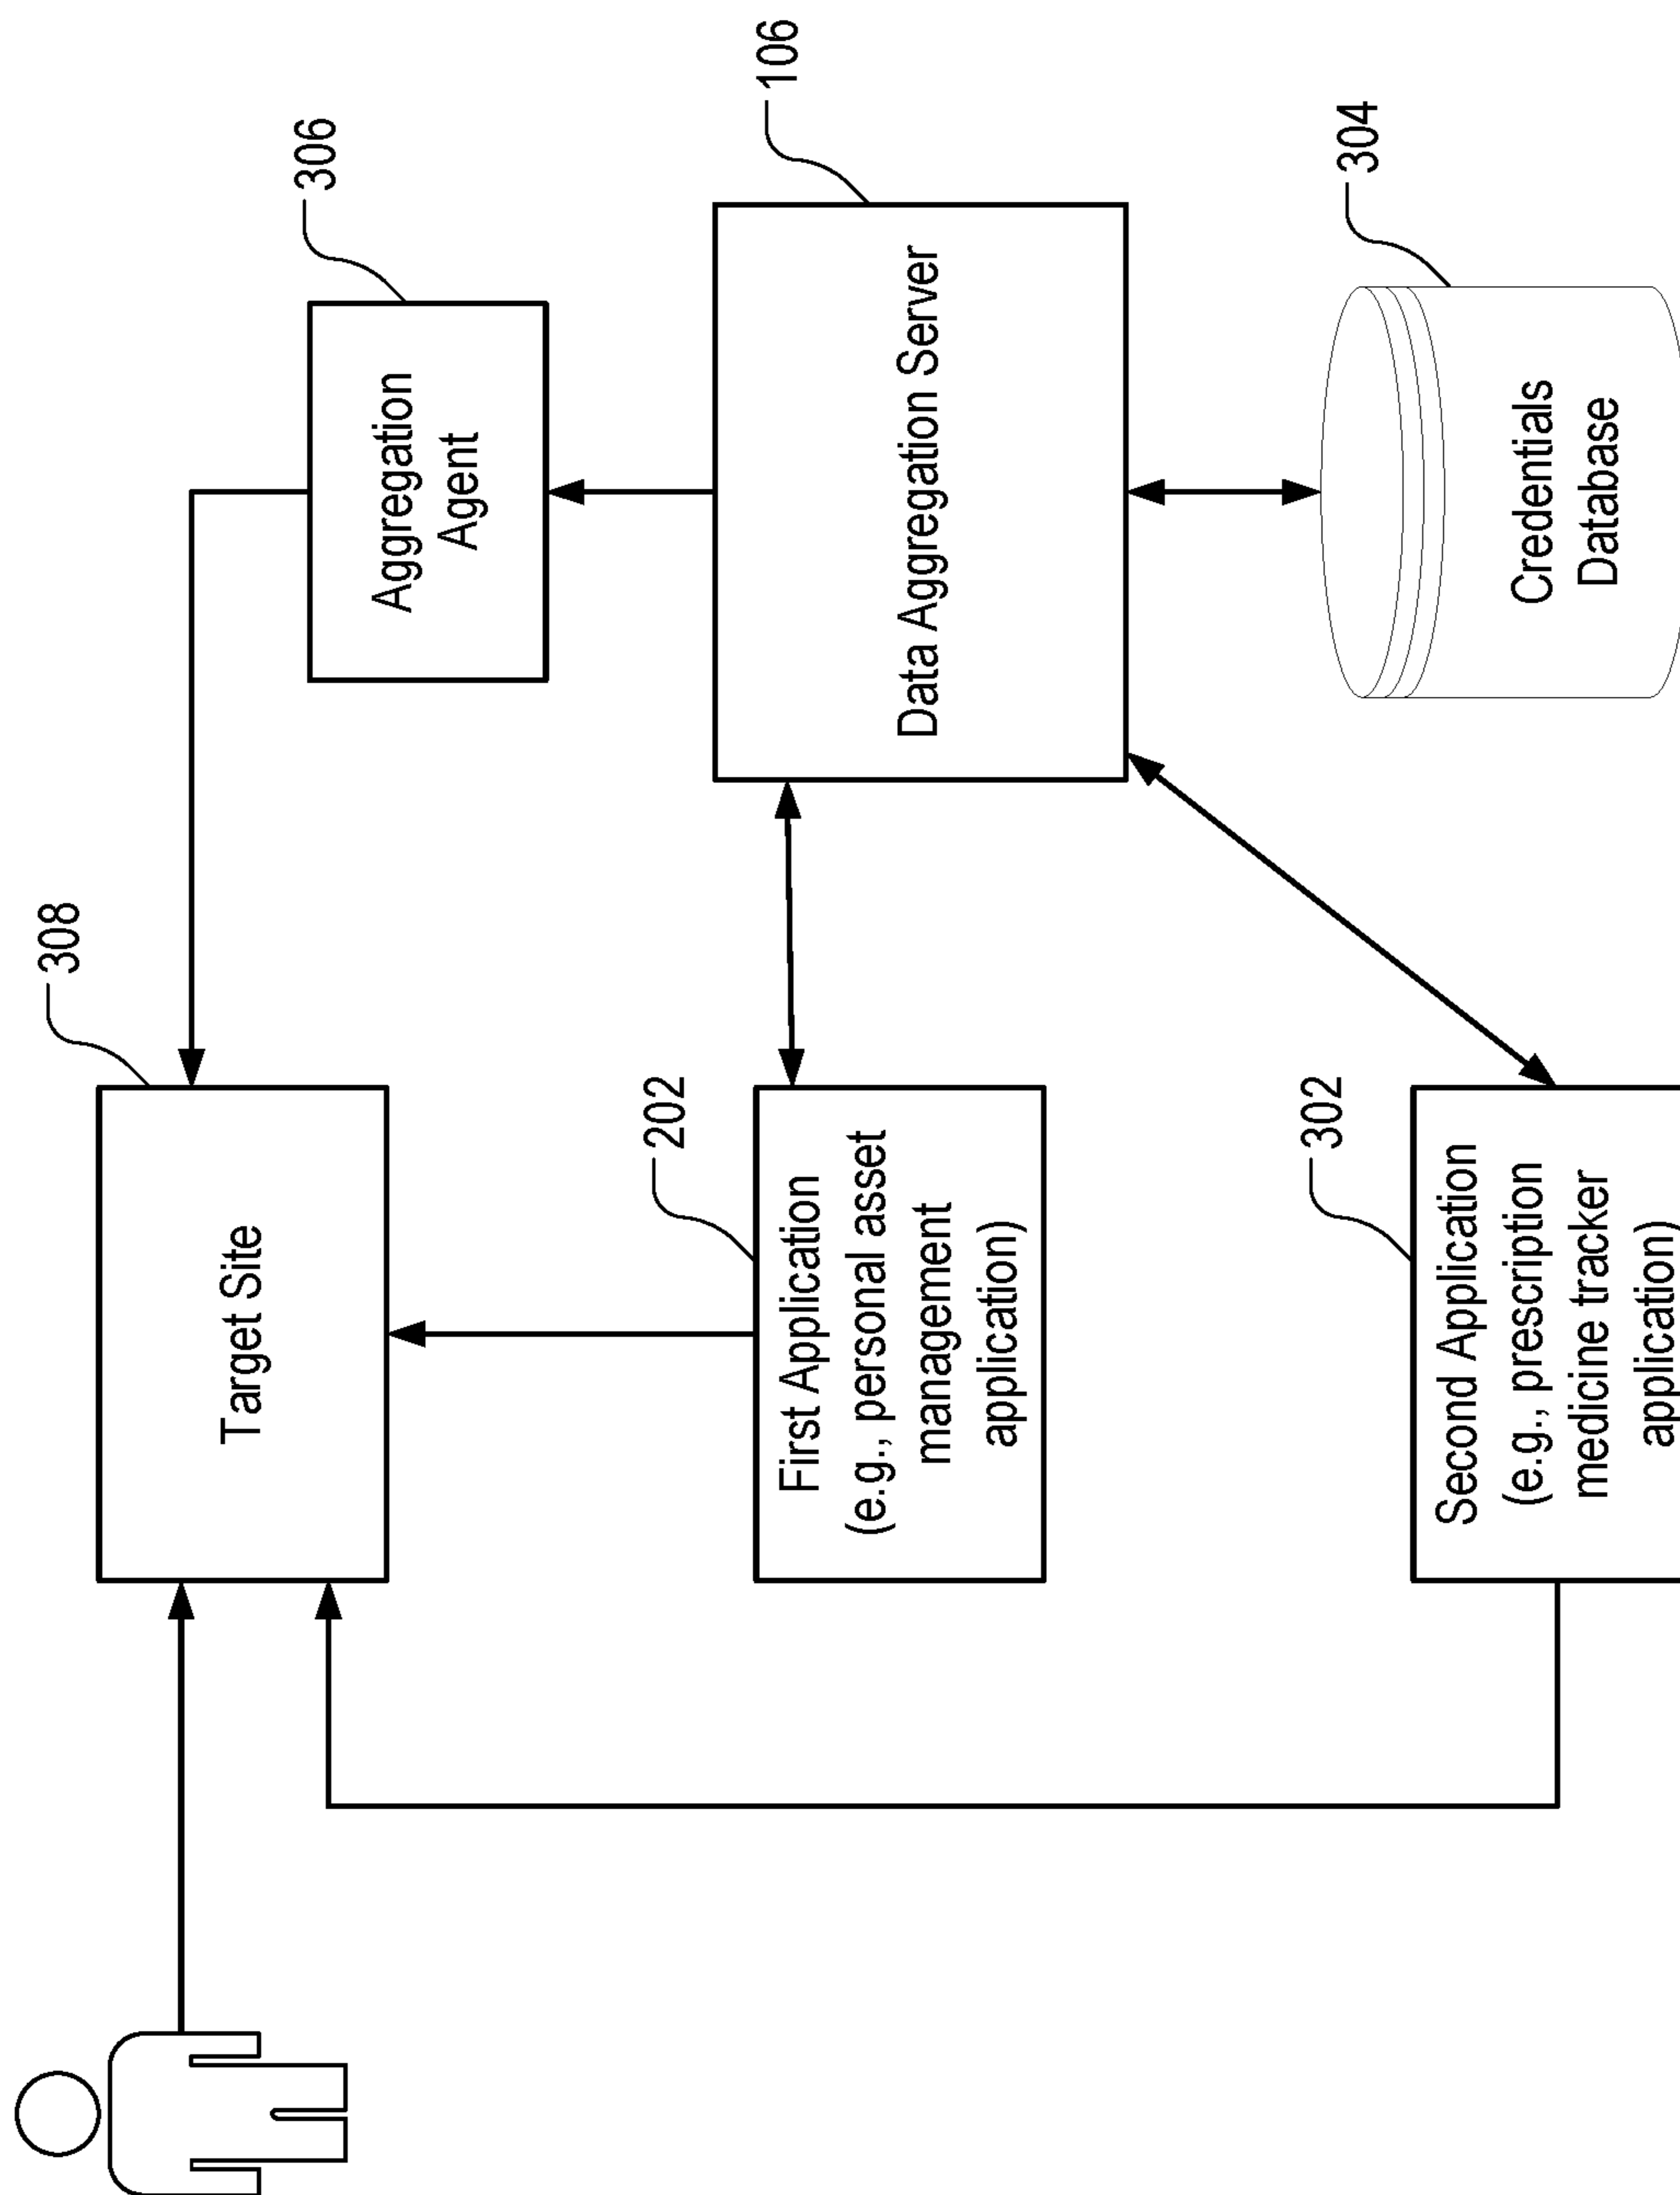 308
Target Site
306
Aggregation
Agent
202
First Application
(e.g., personal asset
management
application)
106
Data Aggregation Server
302
Second Application
(e.g., prescription
medicine tracker
application)
304
Credentials
Database